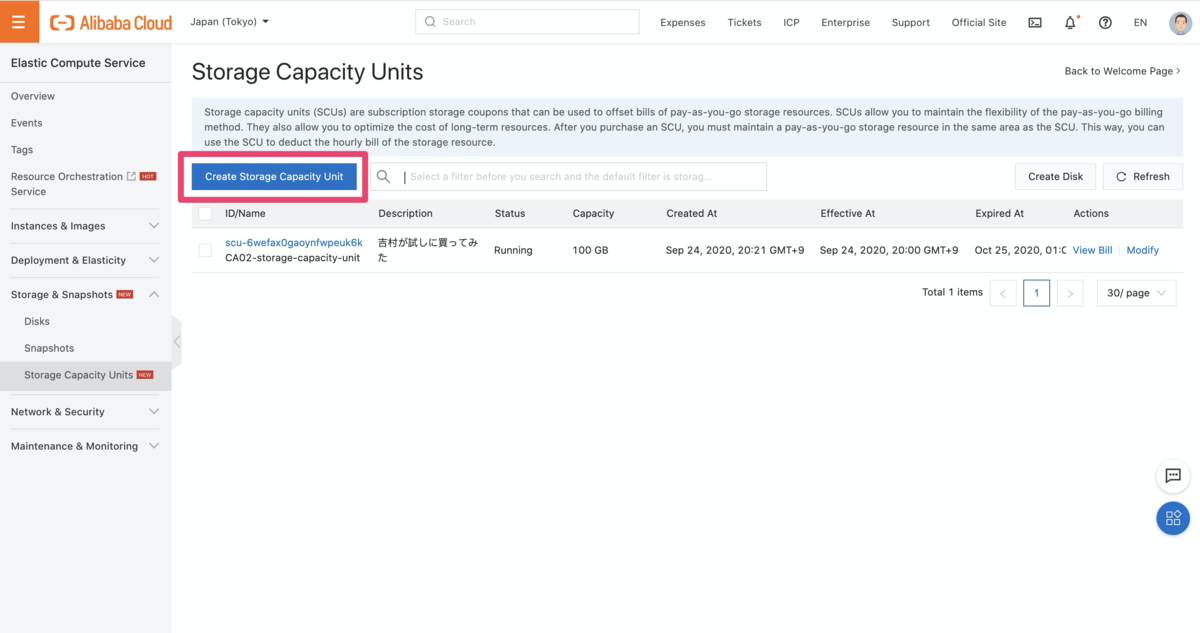 Alibaba Cloud
Japan (Tokyo)
Search
Expenses
Tickets
ICP
Enterprise
Support
Official Site
EN
Elastic Compute Service
Overview
Events
Tags
Resource Orchestration HOT
Service
Instances & Images
Deployment & Elasticity
Storage & Snapshots NEW
Disks
Snapshots
Storage Capacity Units NEW
Network & Security
Maintenance & Monitoring
Storage Capacity Units
Back to Welcome Page
Storage capacity units (SCUs) are subscription storage coupons that can be used to offset bills of pay-as-you-go storage resources. SCUs allow you to maintain the flexibility of the pay-as-you-go billing
method. They also allow you to optimize the cost of long-term resources. After you purchase an SCU, you must maintain a pay-as-you-go storage resource in the same area as the SCU. This way, you can
use the SCU to deduct the hourly bill of the storage resource.
Create Storage Capacity Unit
Select a filter before you search and the default filter is storag...
Create Disk
Refresh
ID/Name Description Status Capacity Created At Effective At Expired At Actions
scu-6wefax0gaoynfwpeuk6k
CA02-storage-capacity-unit
吉村が試しに買ってみ
た
Running
100 GB
Sep 24, 2020, 20:21 GMT+9
Sep 24, 2020, 20:00 GMT+9
Oct 25, 2020, 01:0
View Bill
Modify
Total 1 items
1
30/ page